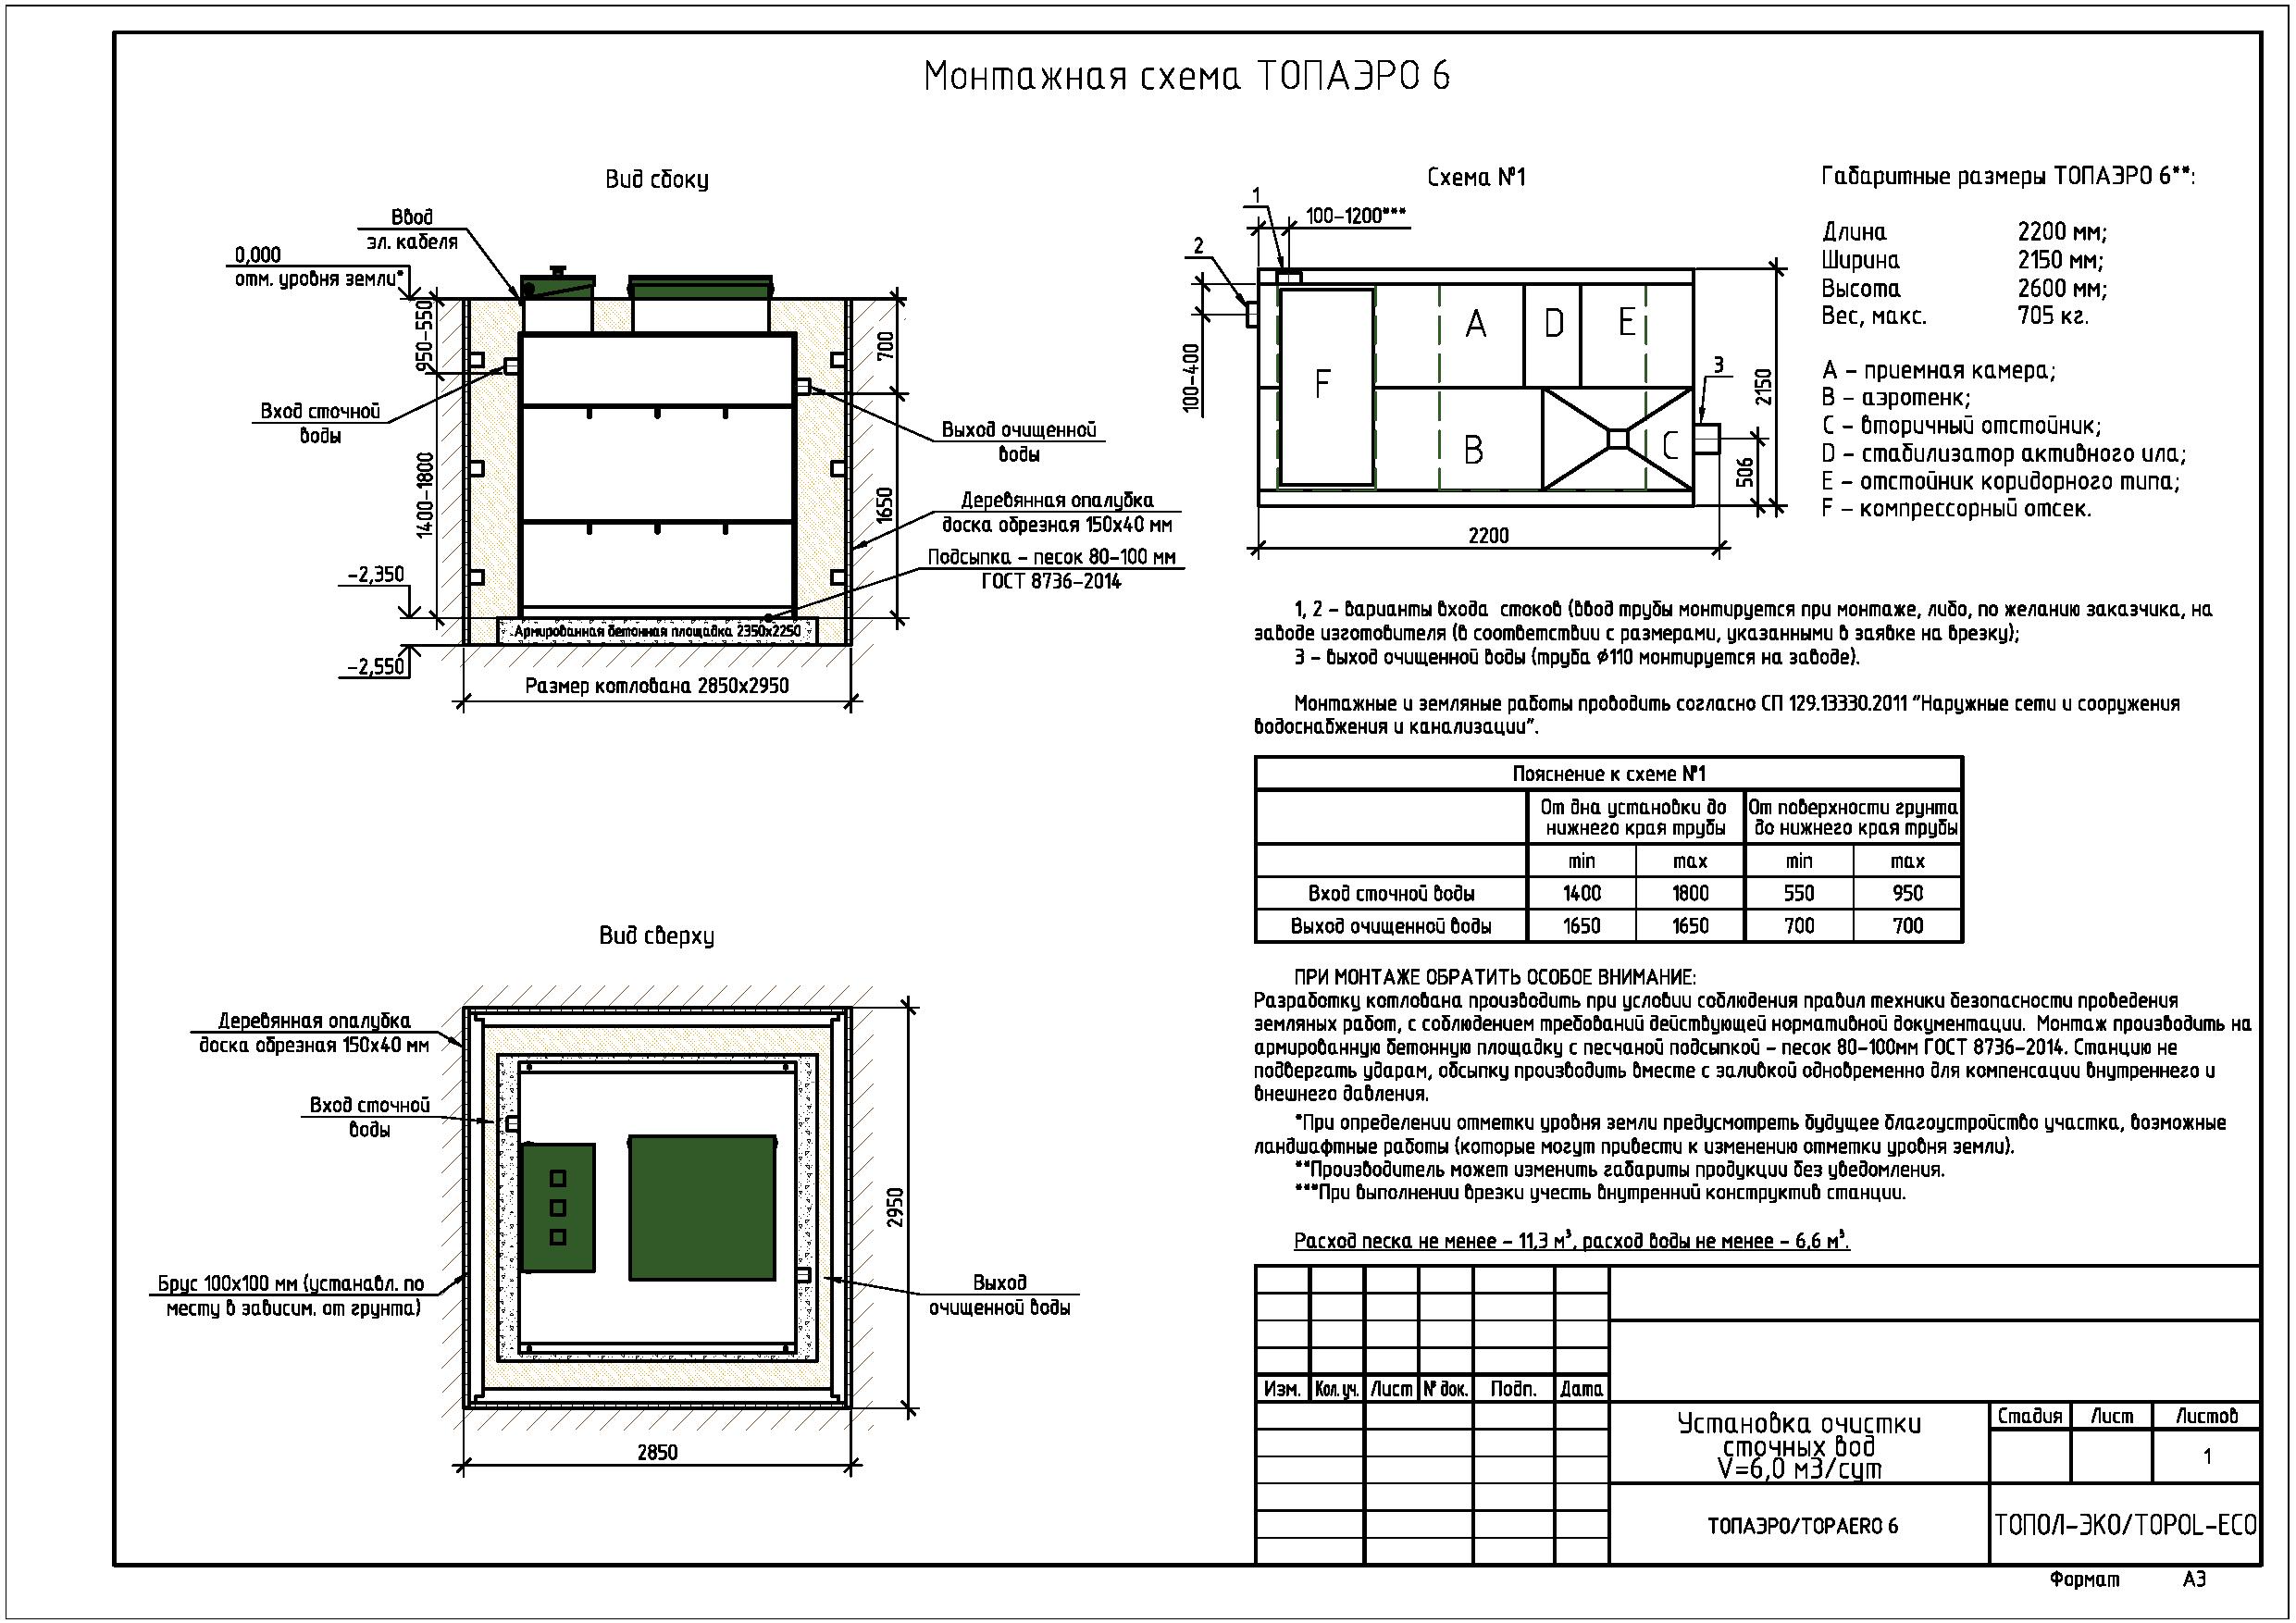 Монтажная схема ТОПАЭРО 6
Вид сбоку
Ввод
эл. кабеля
0,000
отм. уровня земли*
950-550
700
Вход сточной
воды
Выход очищенной
воды
1400-1800
1650
Деревянная опалубка
доска обрезная 150х40 мм
Подсыпка - песок 80-100 мм
ГОСТ 8736-2014
-2,350
Армированная бетонная площадка 2350х2250
-2,550
Размер котлована 2850х2950
Вид сверху
Деревянная опалубка
доска обрезная 150х40 мм
Вход сточной
воды
2950
Брус 100х100 мм (устанавл. по
месту в зависим. от грунта)
Выход
очищенной воды
2850
Схема №1
1
100-1200***
2
A
D
E
F
3
100-400
2150
B
C
506
2200
Габаритные размеры ТОПАЭРО 6**:
Длина 2200 мм;
Ширина 2150 мм;
Высота 2600 мм;
Вес, макс. 705 кг.
A - приемная камера;
B - аэротенк;
C - вторичный отстойник;
D - стабилизатор активного ила;
E - отстойник коридорного типа;
F - компрессорный отсек.
1, 2 - варианты входа стоков (ввод трубы монтируется при монтаже, либо, по желанию заказчика, на
заводе изготовителя (в соответствии с размерами, указанными в заявке на врезку);
3 - выход очищенной воды (труба ϕ110 монтируется на заводе).
Монтажные и земляные работы проводить согласно СП 129.13330.2011 "Наружные сети и сооружения
водоснабжения и канализации".
Пояснение к схеме №1
От дна установки до От поверхности грунта
нижнего края трубы до нижнего края трубы
min max min max
Вход сточной воды 1400 1800 550 950
Выход очищенной воды 1650 1650 700 700
ПРИ МОНТАЖЕ ОБРАТИТЬ ОСОБОЕ ВНИМАНИЕ:
Разработку котлована производить при условии соблюдения правил техники безопасности проведения
земляных работ, с соблюдением требований действующей нормативной документации. Монтаж производить на
армированную бетонную площадку с песчаной подсыпкой - песок 80-100мм ГОСТ 8736-2014. Станцию не
подвергать ударам, обсыпку производить вместе с заливкой одновременно для компенсации внутреннего и
внешнего давления.
*При определении отметки уровня земли предусмотреть будущее благоустройство участка, возможные
ландшафтные работы (которые могут привести к изменению отметки уровня земли).
**Производитель может изменить габариты продукции без уведомления.
***При выполнении врезки учесть внутренний конструктив станции.
Расход песка не менее - 11,3 м³, расход воды не менее - 6,6 м³.
Изм. Кол. уч. Лист № док. Подп. Дата
Установка очистки
сточных вод
V=6,0 м3/сут
Стадия Лист Листов
1
ТОПАЭРО/TOPAERO 6
ТОПОЛ-ЭКО/TOPOL-ECO
Формат А3